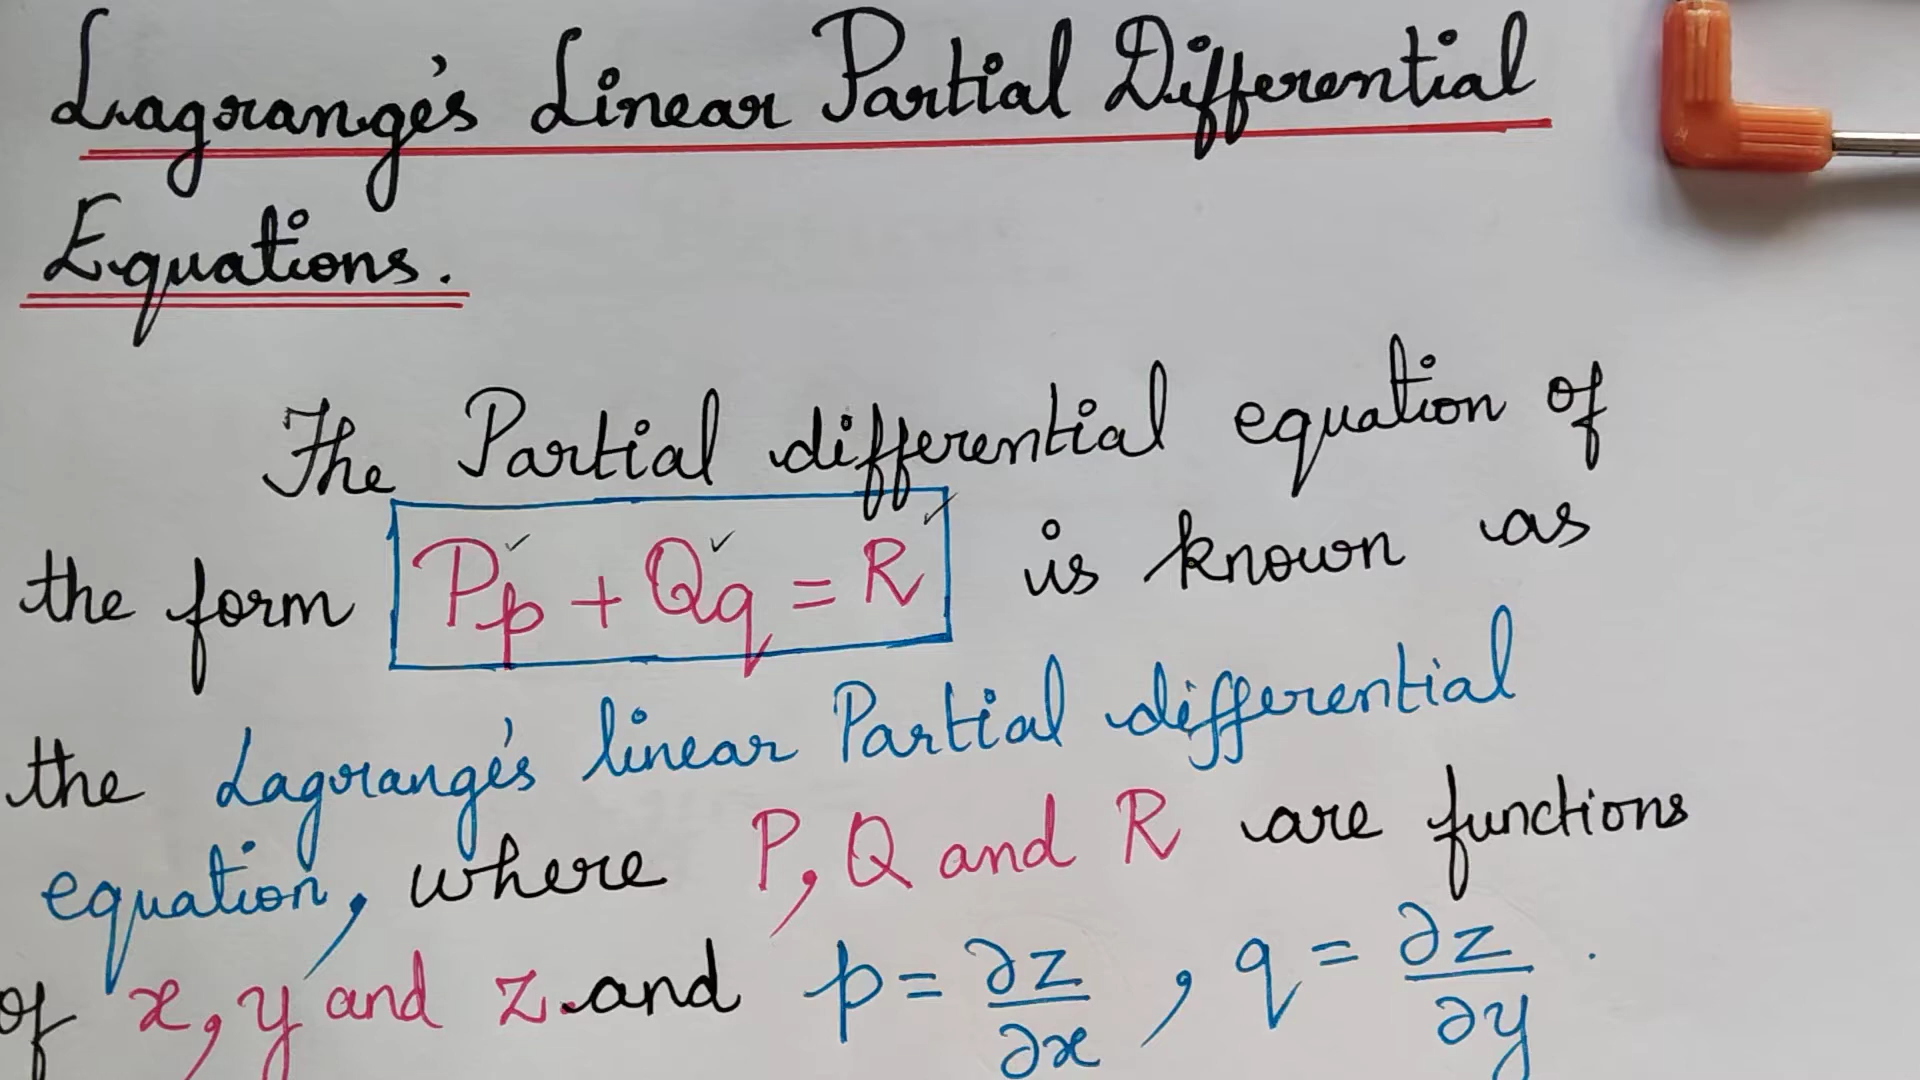 Lagrange's Linear Partial Differential
Equations.
The Partial differential equation of
the form Pp + Qq = R is known as
the Lagrange's linear Partial differential
equation, where P, Q and R are functions
of x, y and z and p = ∂z/∂x , q = ∂z/∂y .